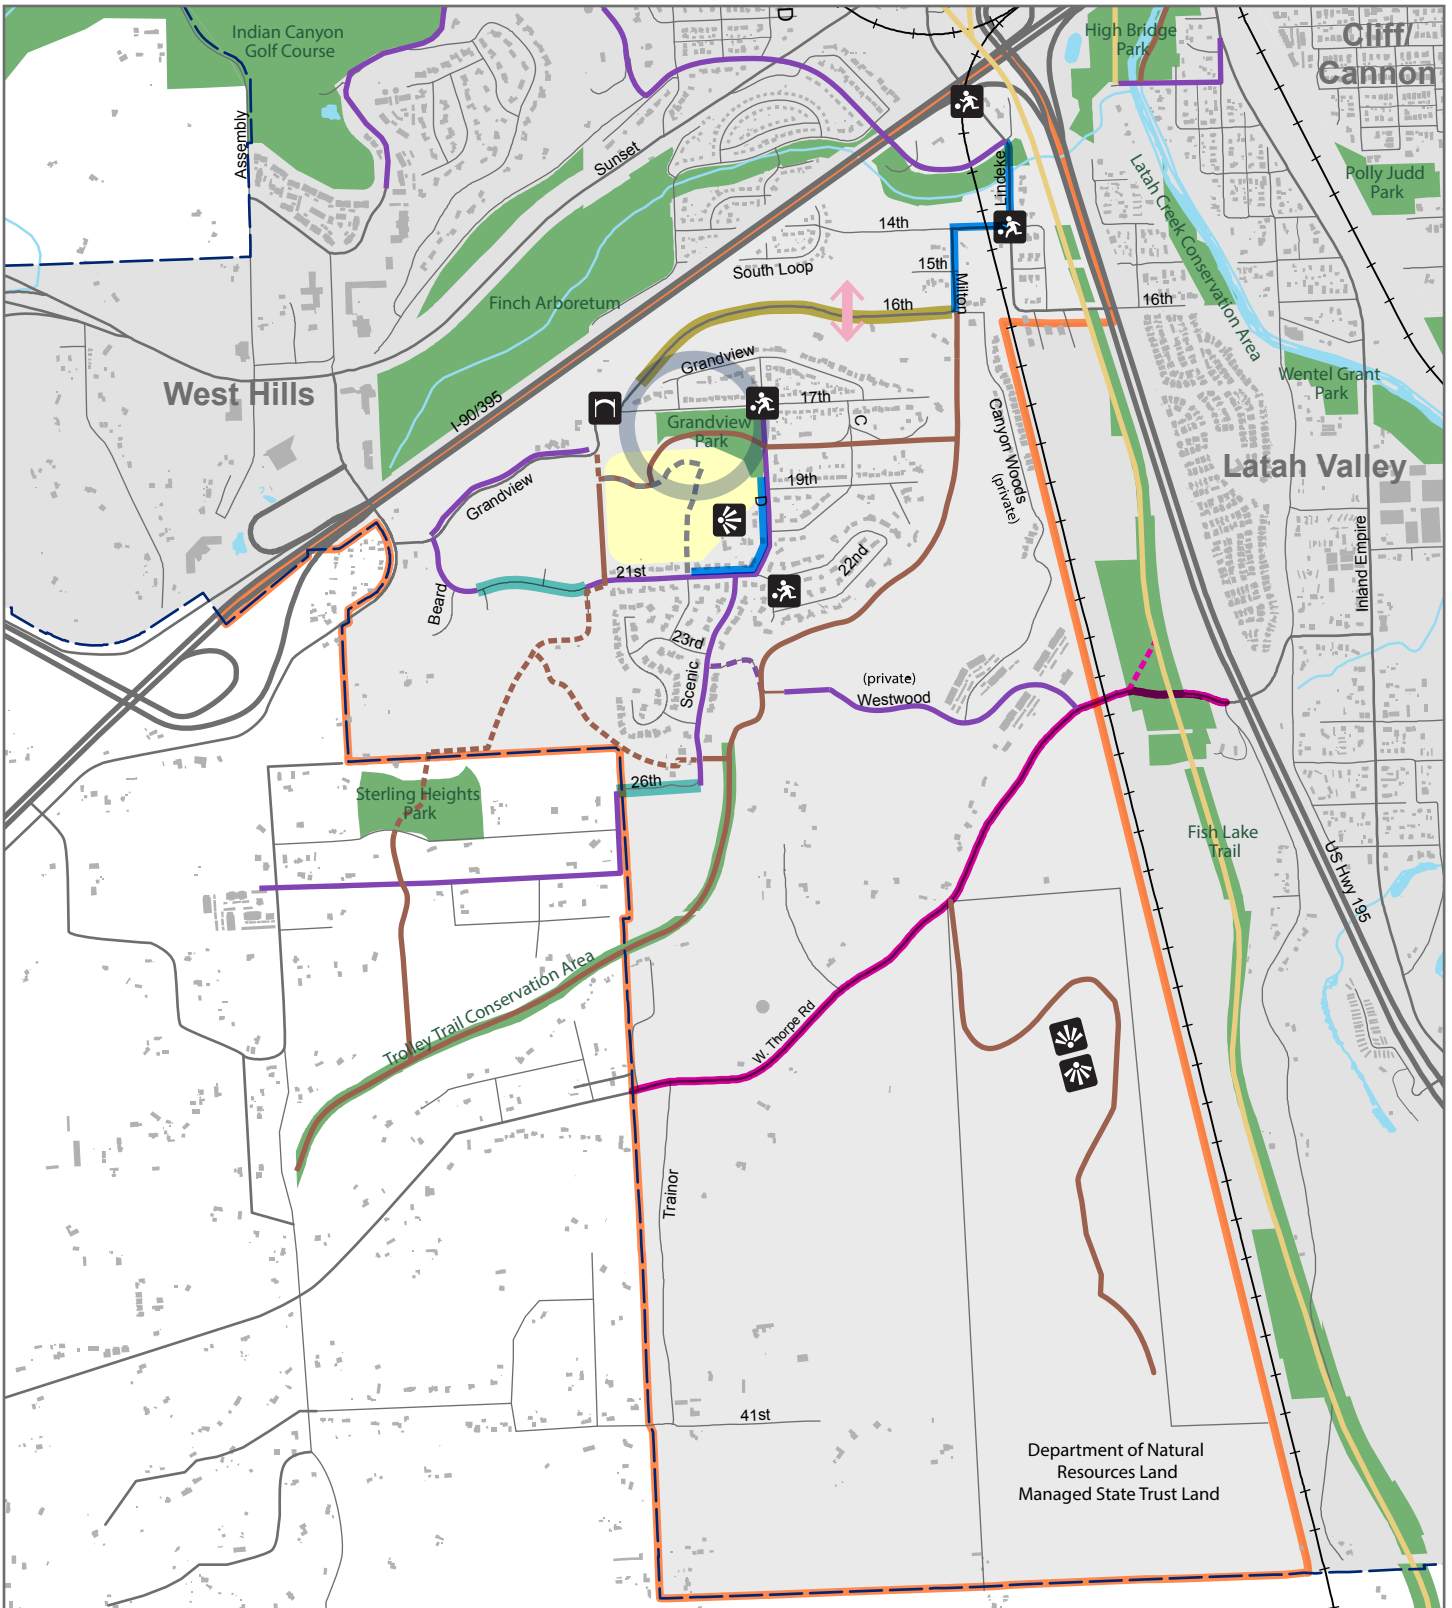 D
Indian Canyon
Golf Course
High Bridge
Park
Cliff/
Cannon
Assembly
Sunset
Lindeke
Latah Creek Conservation Area
Polly Judd
Park
14th
South Loop
15th
Milton
Finch Arboretum
16th
16th
Grandview
West Hills
I-90/395
17th
Grandview
Park
C
Canyon Woods
(private)
Wentel Grant
Park
Latah Valley
Grandview
19th
D
Inland Empire
21st
22nd
Beard
23rd
Scenic
(private)
Westwood
26th
Sterling Heights
Park
Fish Lake
Trail
US Hwy 195
Trolley Trail Conservation Area
W. Thorpe Rd
Trainor
41st
Department of Natural
Resources Land
Managed State Trust Land